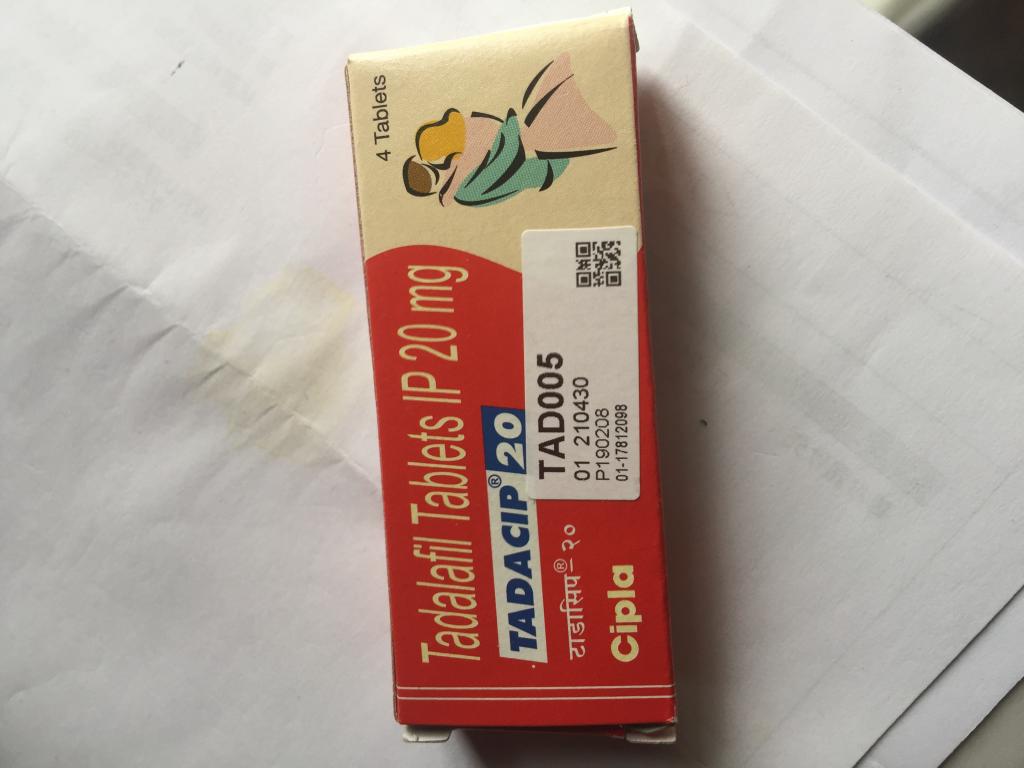 4 Tablets
Tadalafil Tablets IP 20 mg
TADACIP® 20
टाडासिप®–२०
Cipla
TAD005
01 210430
P190208
01-17812098